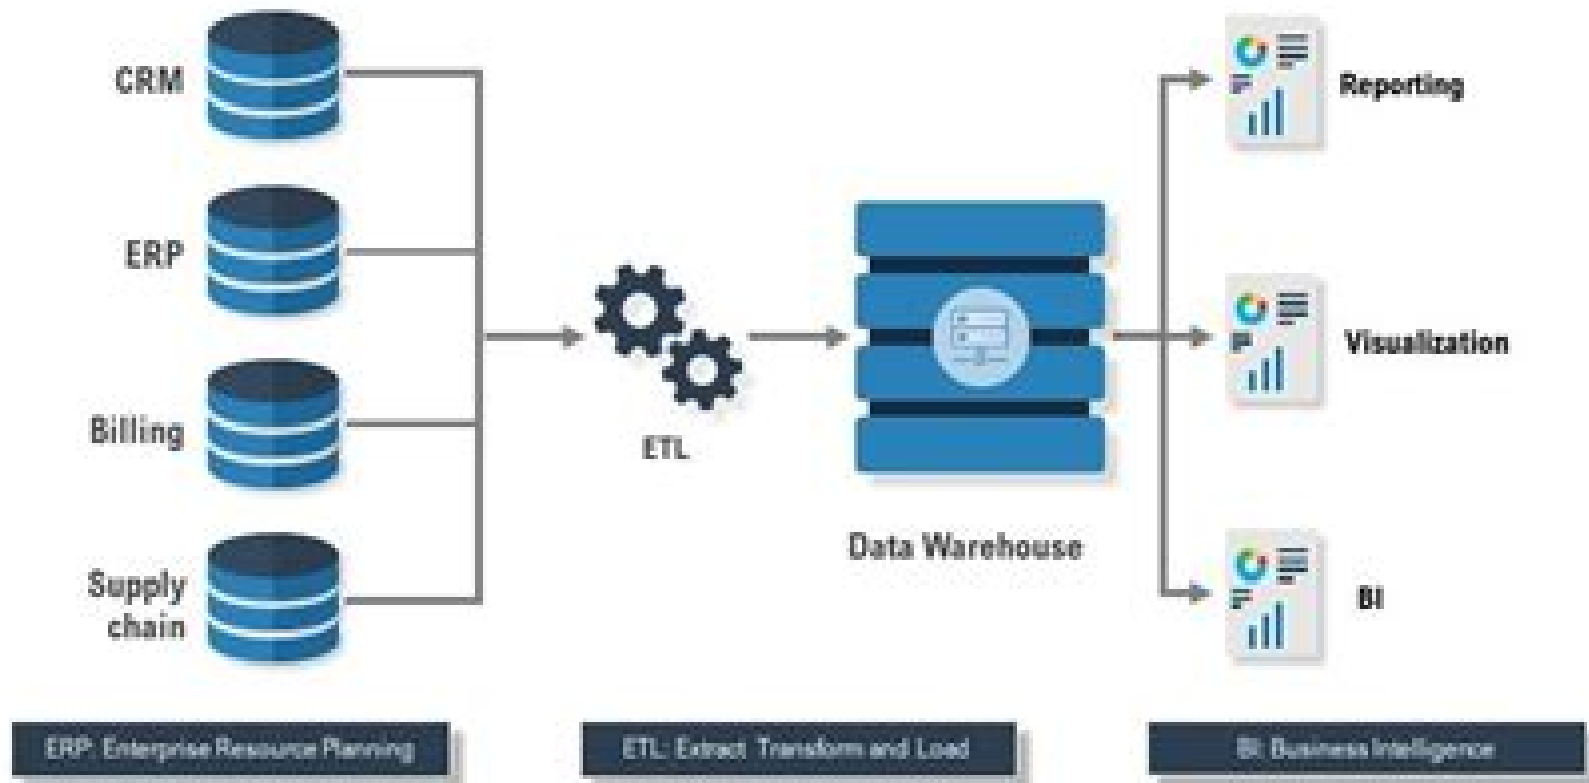 CRM
ERP
Billing
Supply
chain
ETL
Data Warehouse
Reporting
Visualization
BI
ERP: Enterprise Resource Planning
ETL: Extract Transform and Load
BI: Business Intelligence